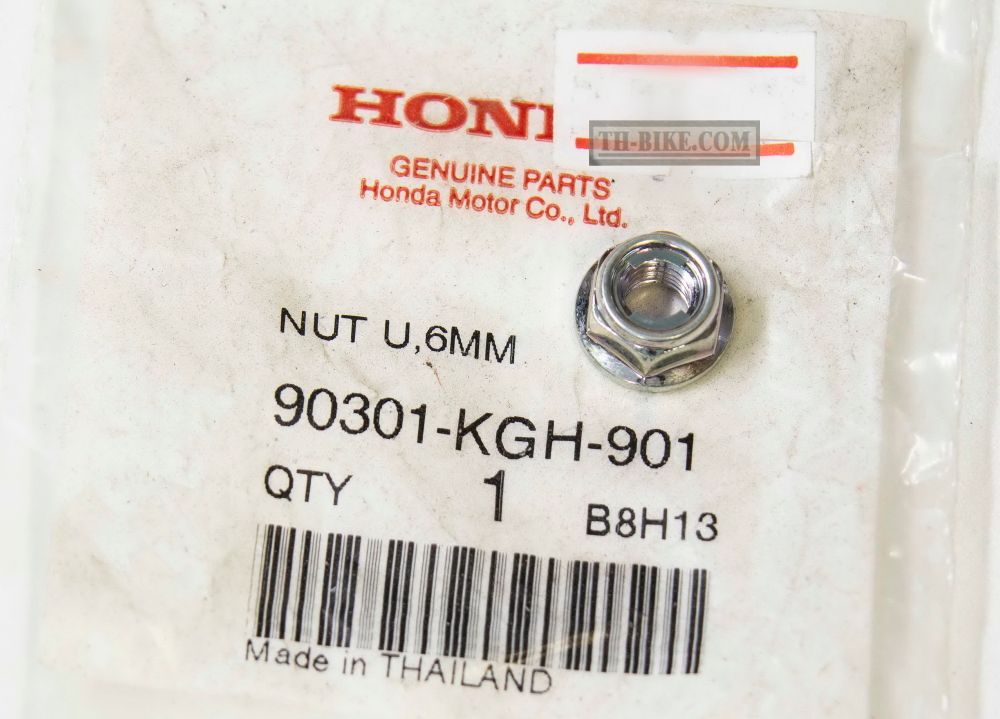 HON
TH-BIKE.COM
GENUINE PARTS
Honda Motor Co., Ltd.
NUT U,6MM
90301-KGH-901
QTY 1 B8H13
Made in THAILAND